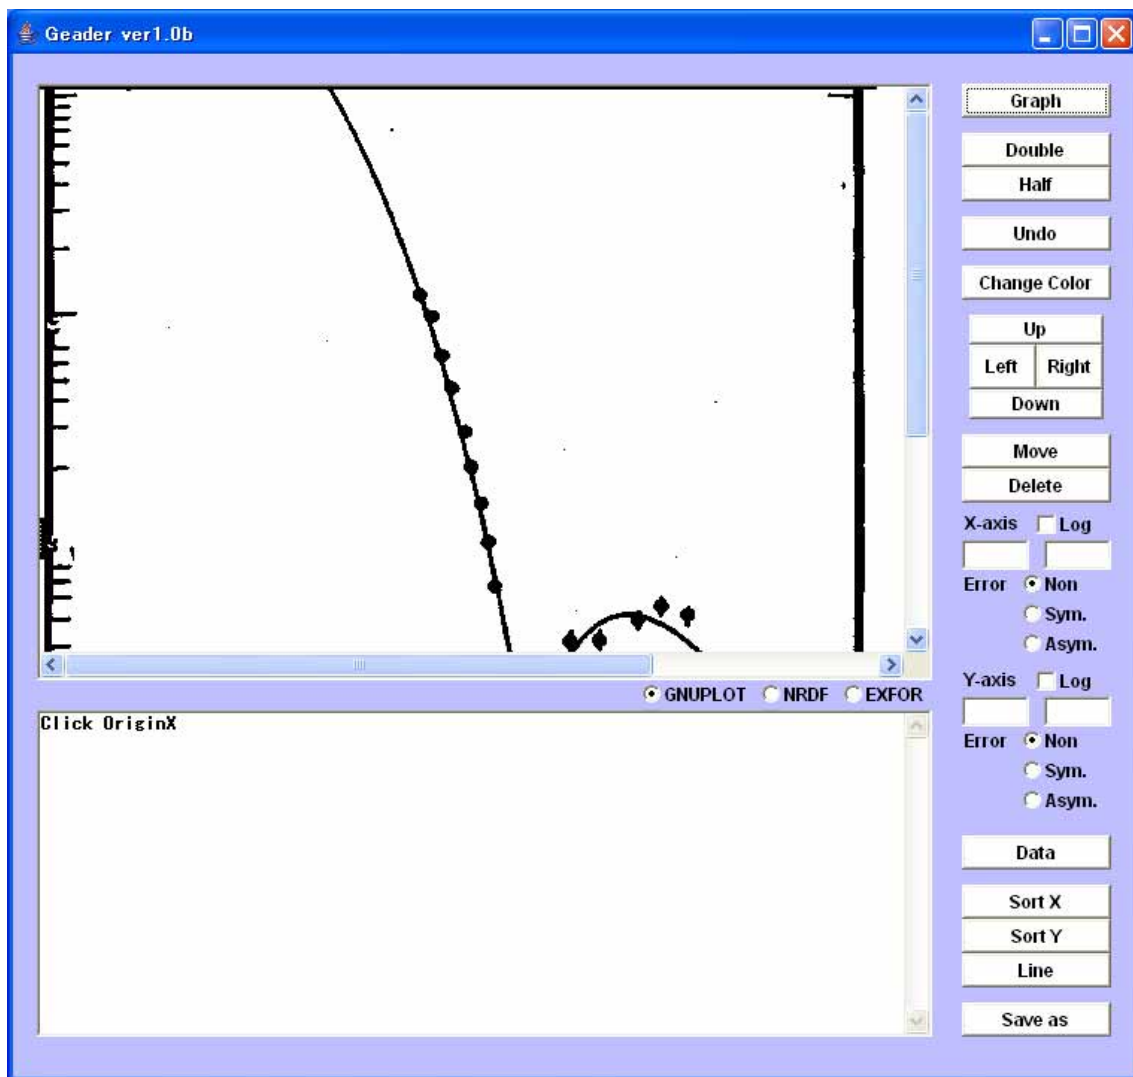 Geader ver1.0b
Graph
Double
Half
Undo
Change Color
Up
Left Right
Down
Move
Delete
X-axis Log
Error Non
Sym.
Asym.
GNUPLOT NRDF EXFOR
Y-axis Log
Error Non
Sym.
Asym.
Click OriginX
Data
Sort X
Sort Y
Line
Save as